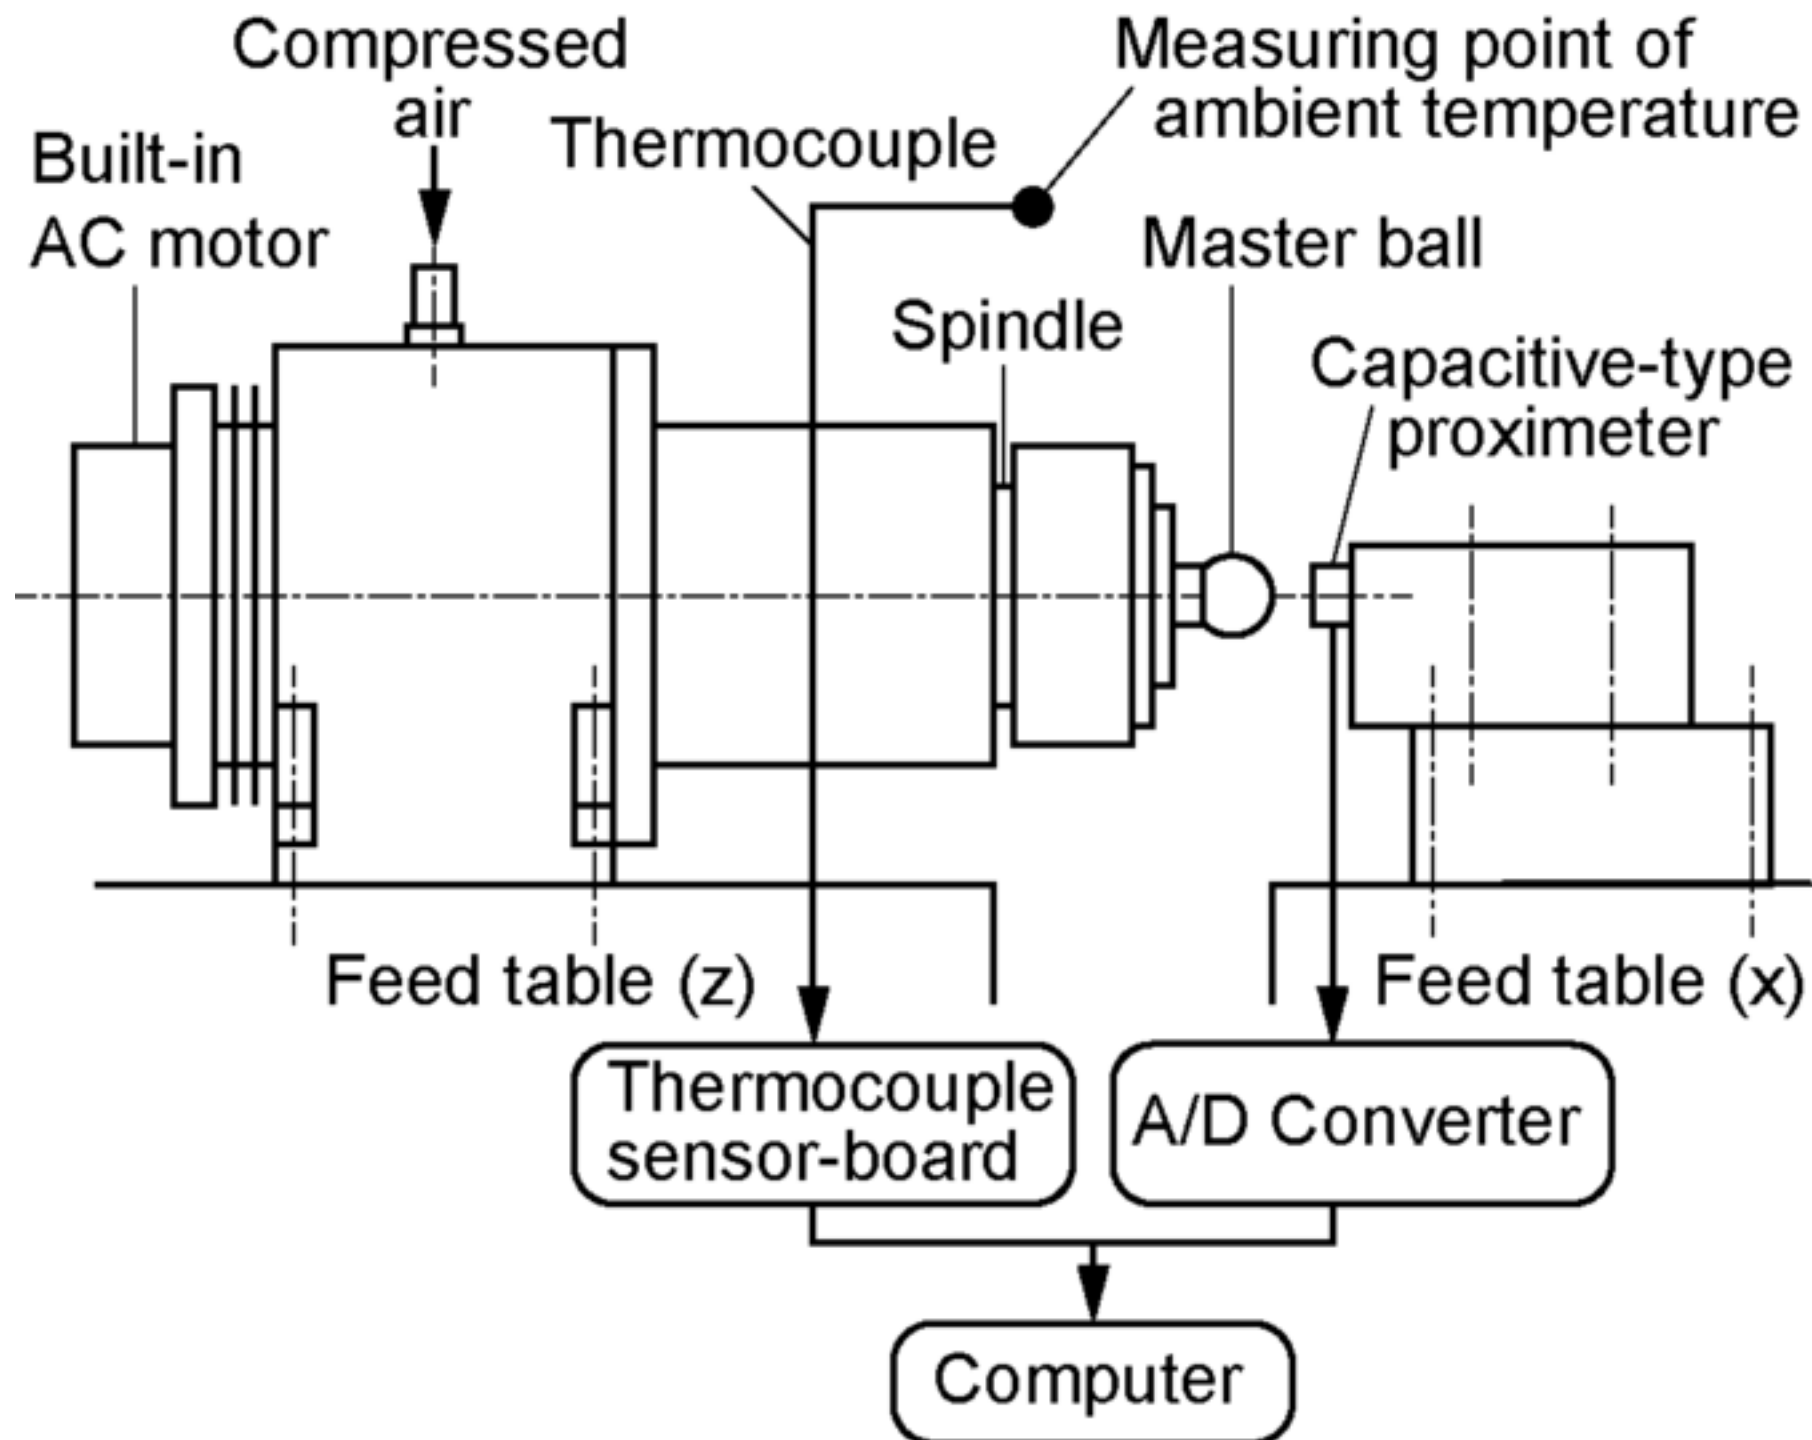 Compressed
air
Measuring point of
ambient temperature
Built-in
AC motor
Thermocouple
Master ball
Spindle
Capacitive-type
proximeter
Feed table (z)
Feed table (x)
Thermocouple
sensor-board
A/D Converter
Computer